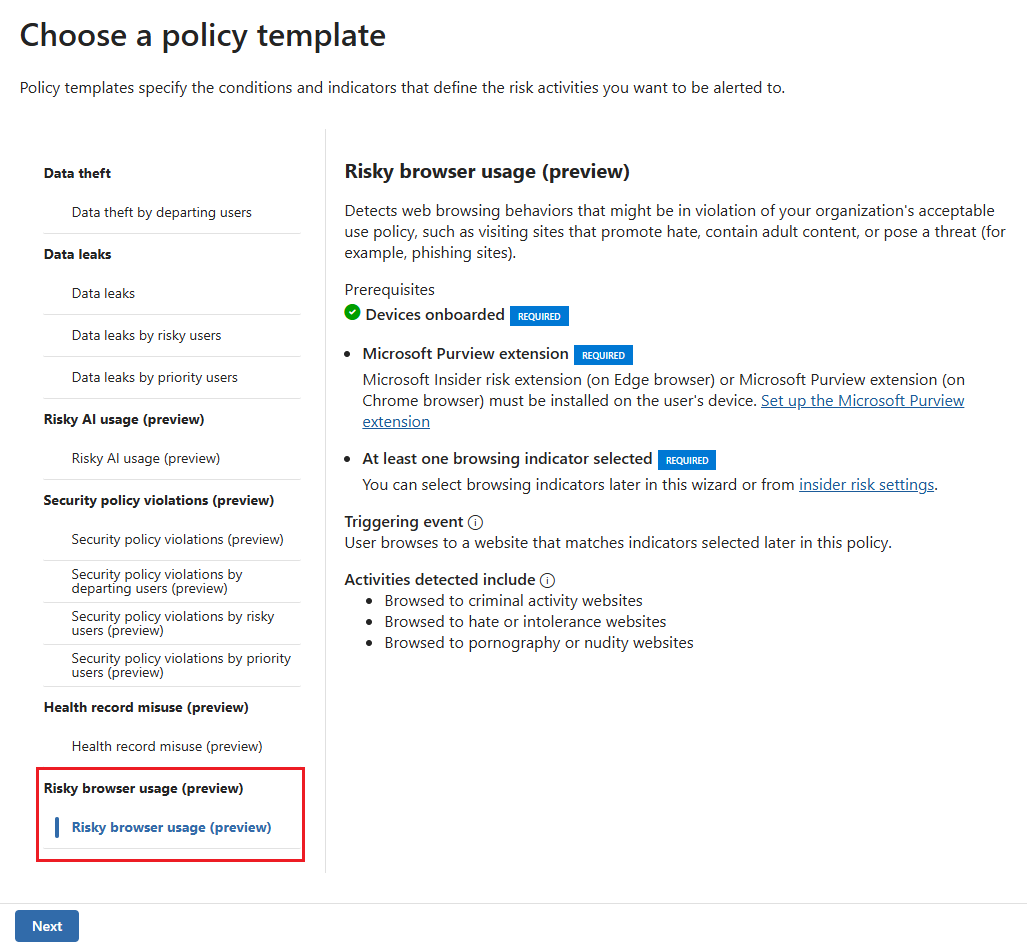 Choose a policy template
Policy templates specify the conditions and indicators that define the risk activities you want to be alerted to.
Data theft
Data theft by departing users
Data leaks
Data leaks
Data leaks by risky users
Data leaks by priority users
Risky AI usage (preview)
Risky AI usage (preview)
Security policy violations (preview)
Security policy violations (preview)
Security policy violations by
departing users (preview)
Security policy violations by risky
users (preview)
Security policy violations by priority
users (preview)
Health record misuse (preview)
Health record misuse (preview)
Risky browser usage (preview)
Risky browser usage (preview)
Risky browser usage (preview)
Detects web browsing behaviors that might be in violation of your organization's acceptable
use policy, such as visiting sites that promote hate, contain adult content, or pose a threat (for
example, phishing sites).
Prerequisites
Devices onboarded REQUIRED
• Microsoft Purview extension REQUIRED
Microsoft Insider risk extension (on Edge browser) or Microsoft Purview extension (on
Chrome browser) must be installed on the user's device. Set up the Microsoft Purview
extension
• At least one browsing indicator selected REQUIRED
You can select browsing indicators later in this wizard or from insider risk settings.
Triggering event
User browses to a website that matches indicators selected later in this policy.
Activities detected include
• Browsed to criminal activity websites
• Browsed to hate or intolerance websites
• Browsed to pornography or nudity websites
Next